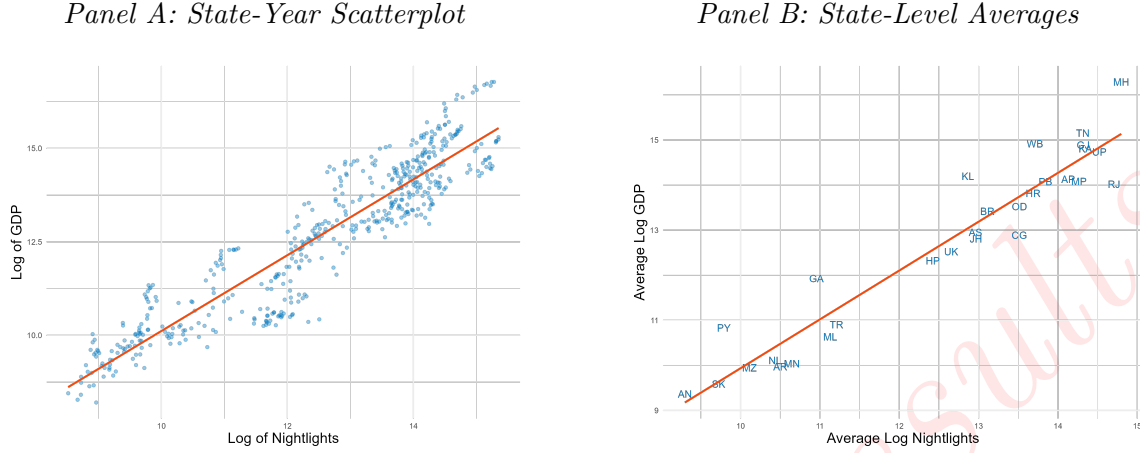 Panel A: State-Year Scatterplot
Panel B: State-Level Averages
Log of GDP
15.0
12.5
10.0
10
12
14
Log of Nightlights
Average Log GDP
15
13
11
9
MH
TN
WB
GJ
KA
UP
KL
PB
AP
MP
RJ
HR
OD
BR
AS
JH
CG
UK
HP
GA
PY
TR
ML
NL
MN
AR
MZ
SK
AN
10
11
12
13
14
15
Average Log Nightlights
sults